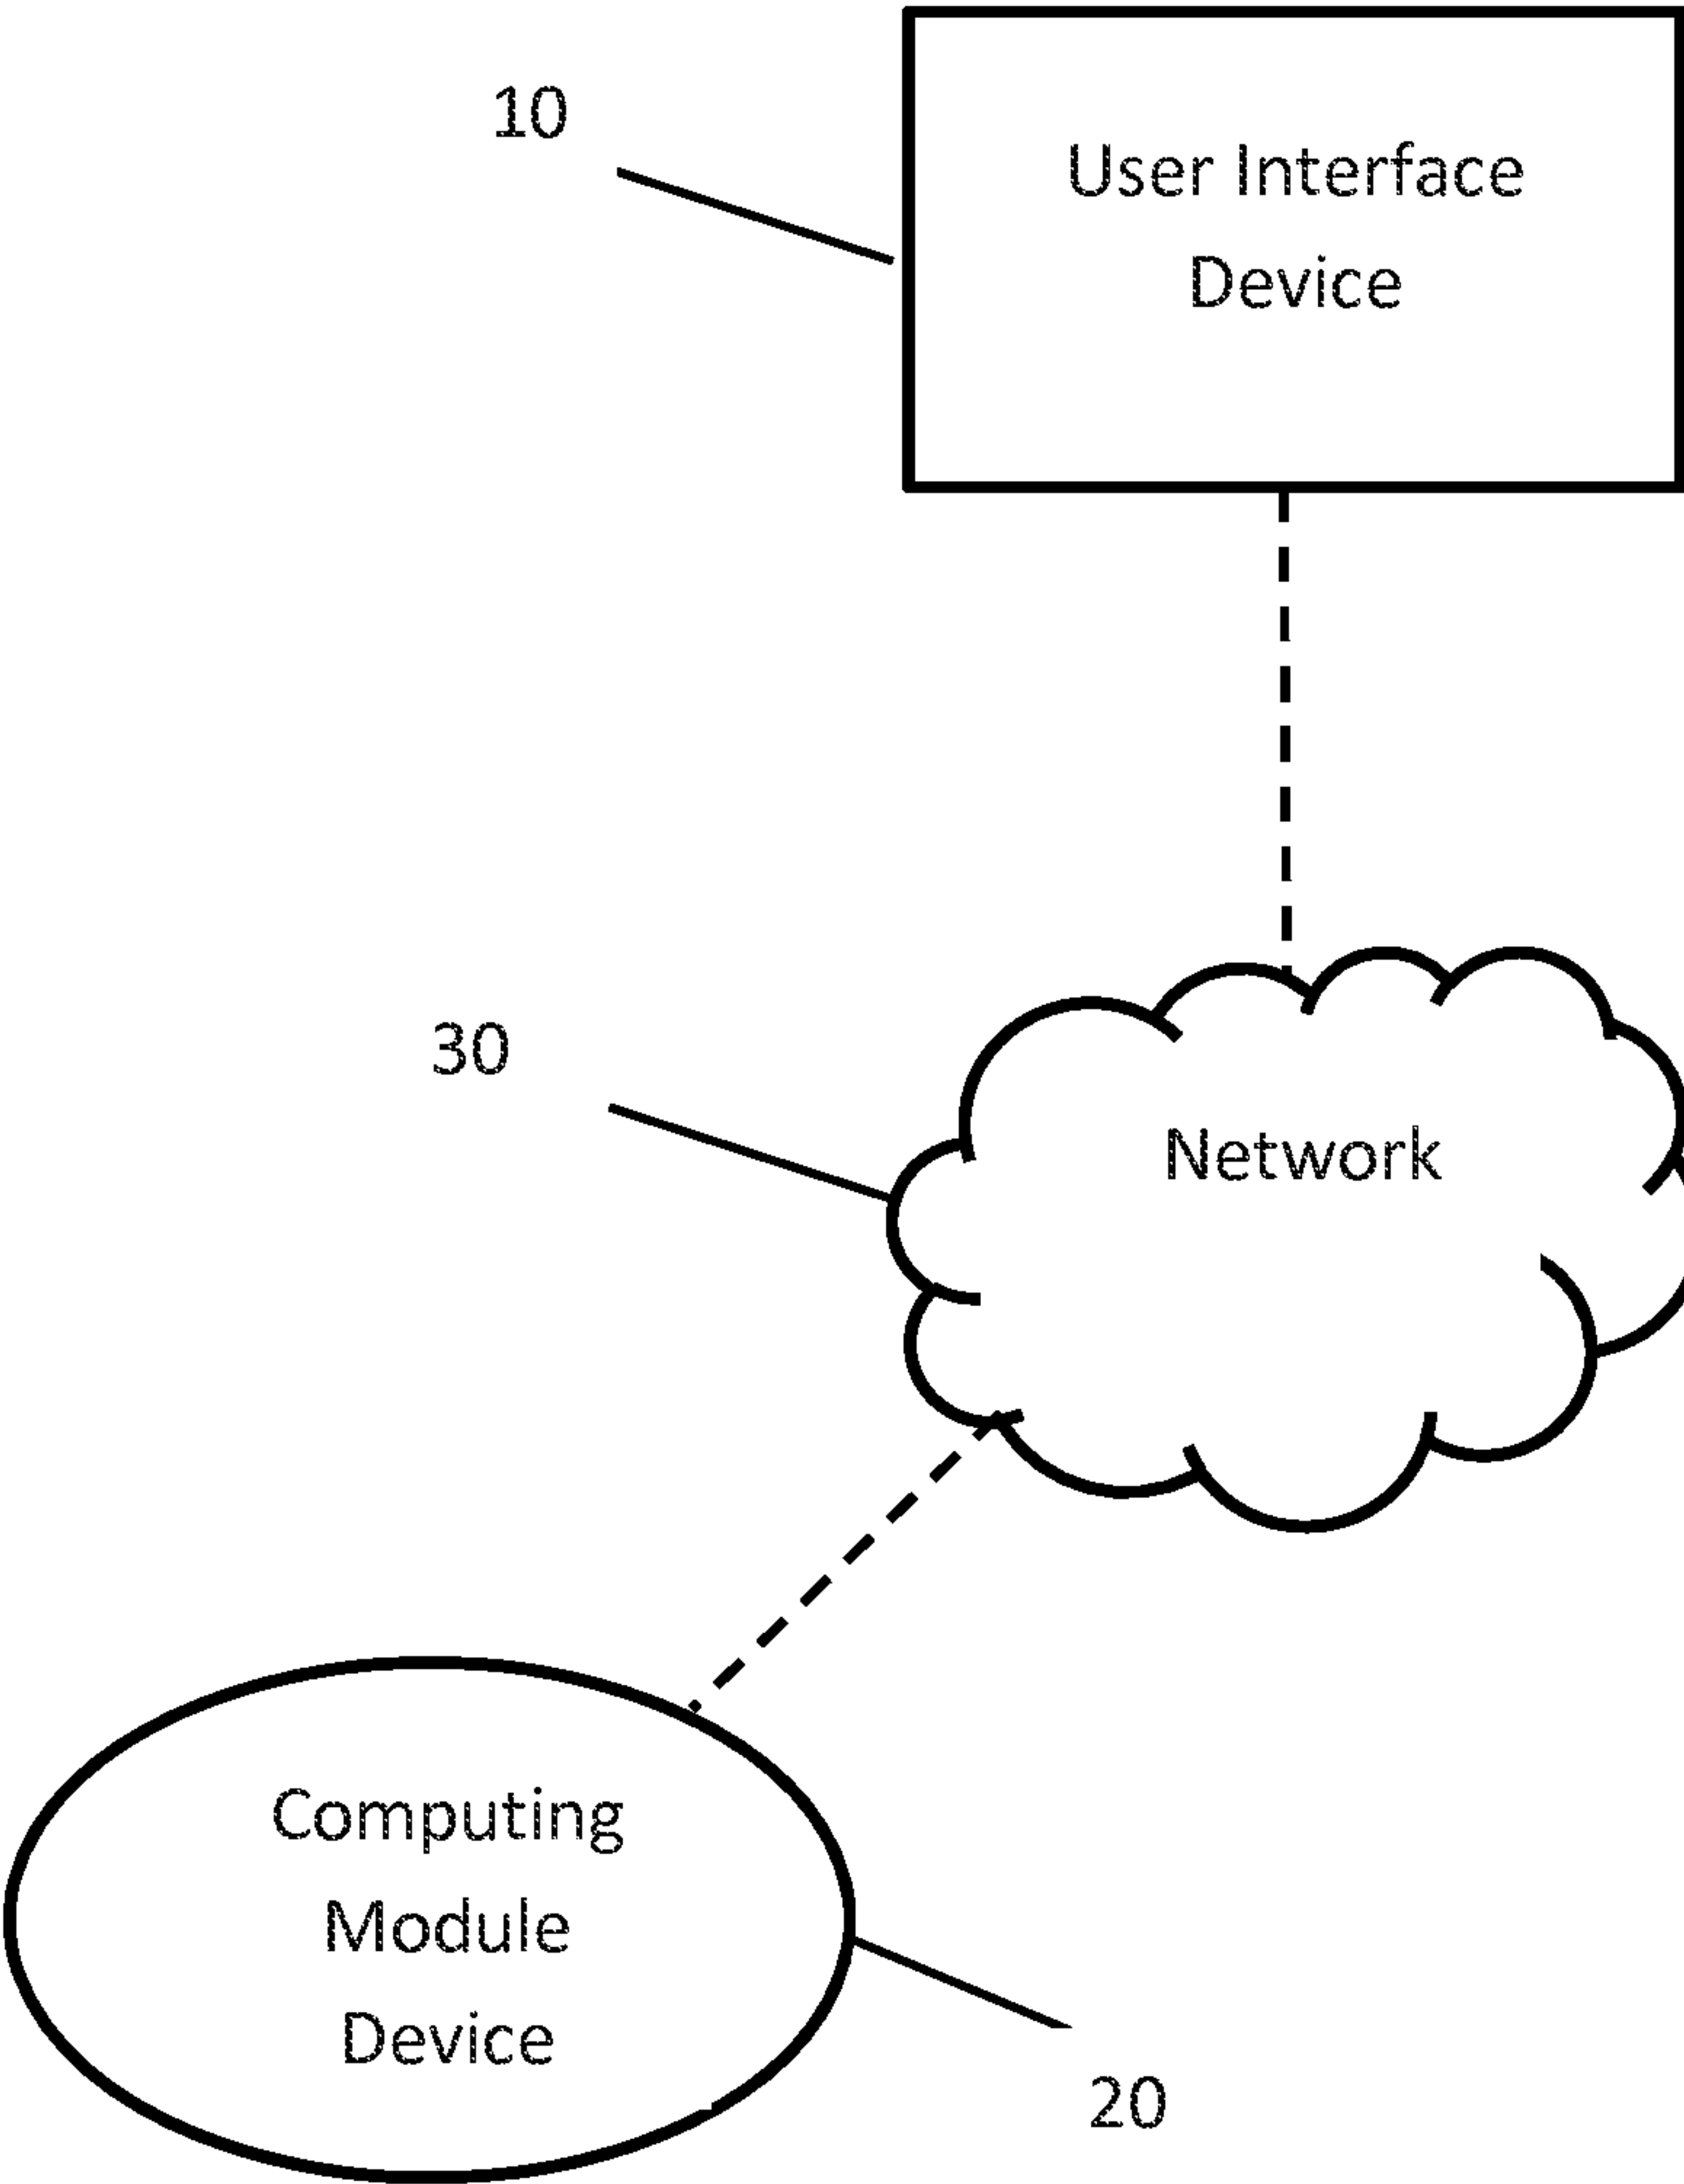 10
User Interface
Device
30
Network
Computing
Module
Device
20